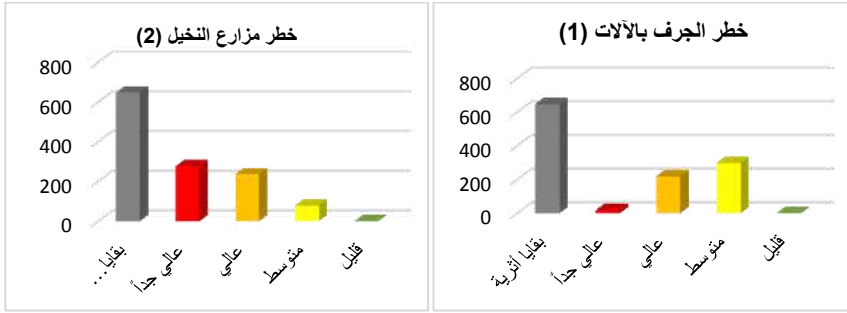 خطر الجرف بالآلات (1)
800
600
400
200
0
بقايا أثرية
عالي جداً
عالي
متوسط
قليل
خطر مزارع النخيل (2)
800
600
400
200
0
بقايا...
عالي جداً
عالي
متوسط
قليل